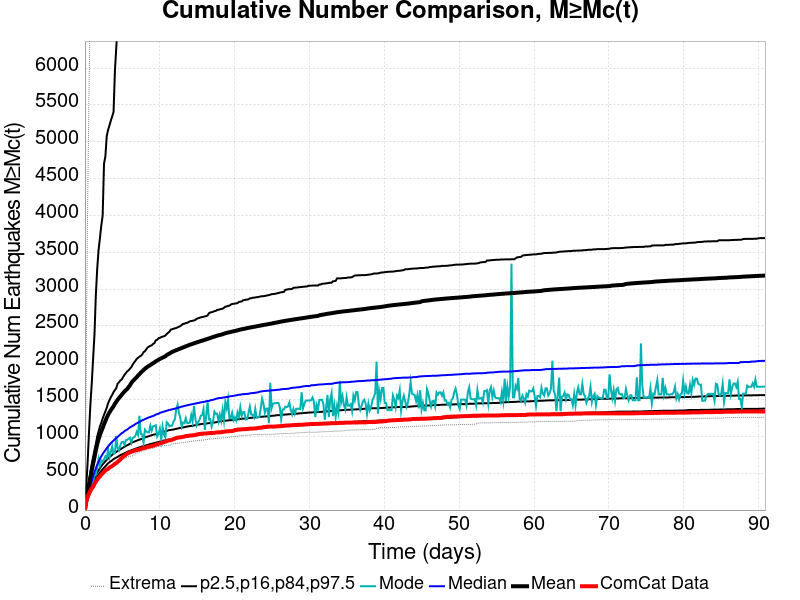 Cumulative Number Comparison, M≥Mc(t)
Cumulative Num Earthquakes M≥Mc(t)
6000
5500
5000
4500
4000
3500
3000
2500
2000
1500
1000
500
0
0 10 20 30 40 50 60 70 80 90
Time (days)
Extrema p2.5,p16,p84,p97.5 Mode Median Mean ComCat Data